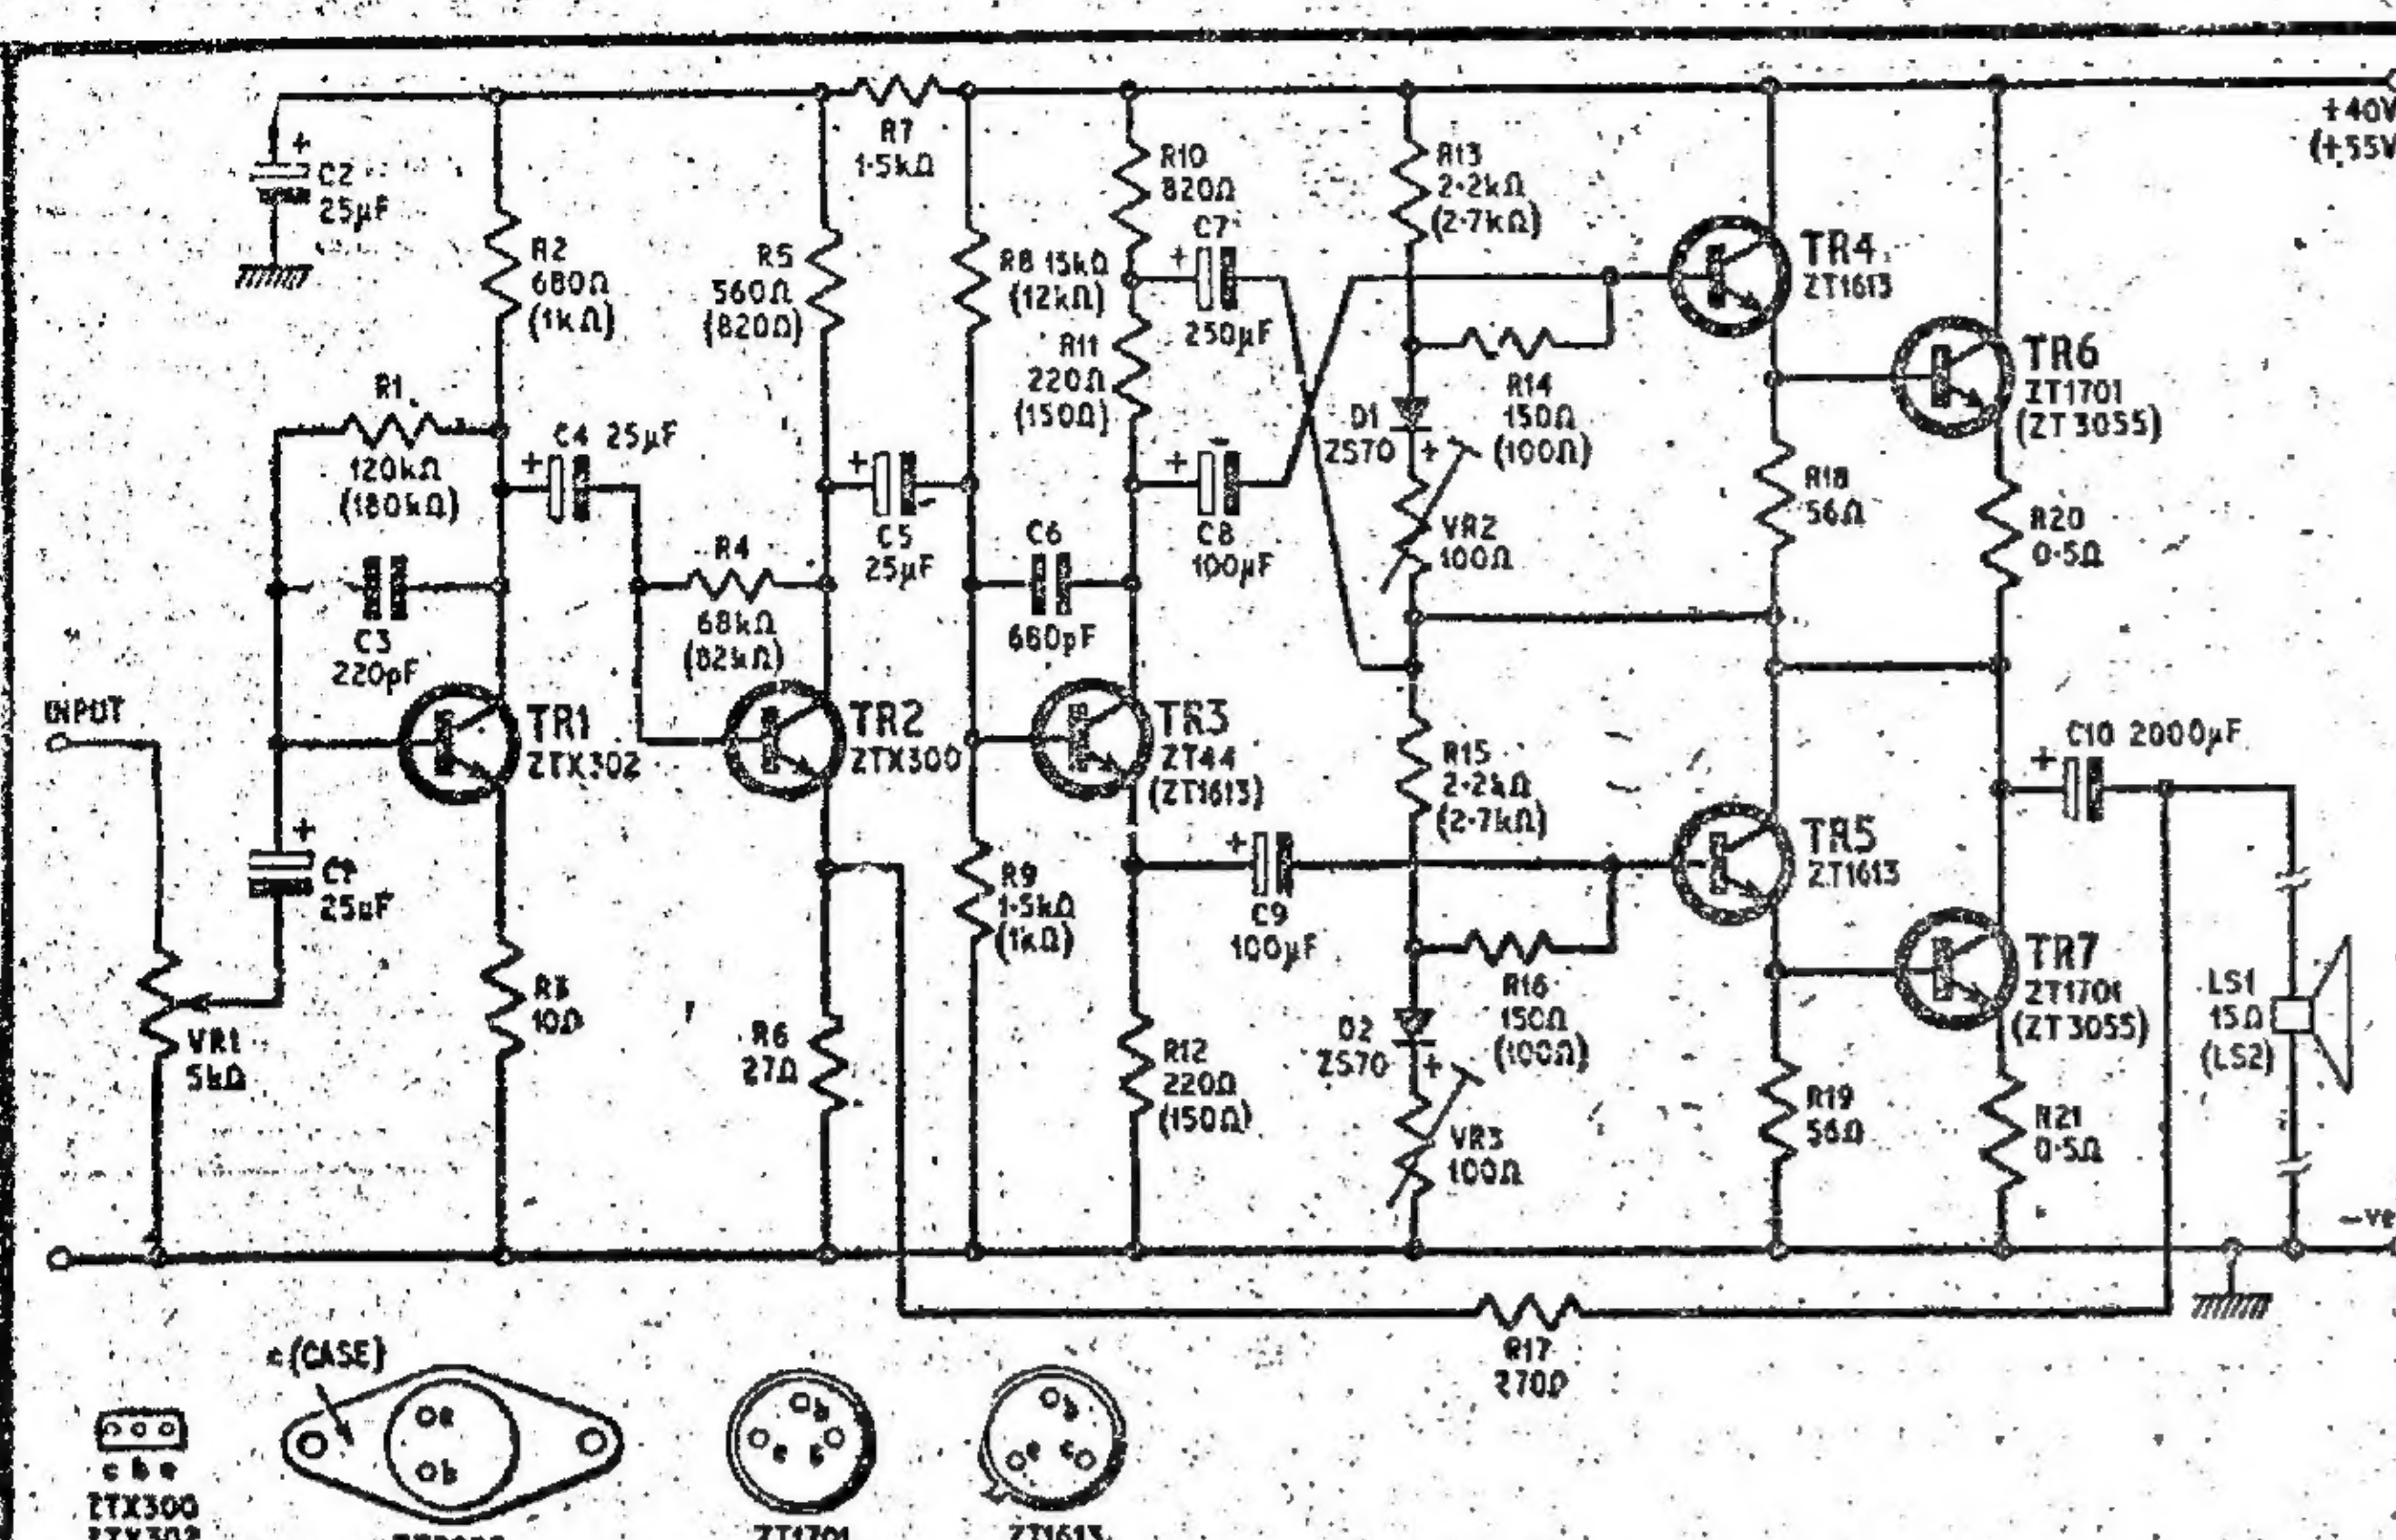 +40V
(+55V
C2
25µF
R7
1·5kΩ
R10
820Ω
R13
2·2kΩ
(2·7kΩ)
R2
680Ω
(1kΩ)
R5
560Ω
(820Ω)
R8 15kΩ
(12kΩ)
C7
250µF
TR4
ZT1613
R11
220Ω
(150Ω)
R14
150Ω
(100Ω)
TR6
ZT1701
(ZT3055)
R1
120kΩ
(180kΩ)
C4 25µF
D1
ZS70
R18
56Ω
R20
0·5Ω
C5
25µF
C6
680pF
C8
100µF
VR2
100Ω
C3
220pF
R4
68kΩ
(82kΩ)
INPUT
TR1
ZTX302
TR2
ZTX300
TR3
ZT44
(ZT1613)
R15
2·2kΩ
(2·7kΩ)
C10 2000µF
TR5
ZT1613
C1
25µF
R9
1·5kΩ
(1kΩ)
C9
100µF
TR7
ZT1701
(ZT3055)
R3
10Ω
R16
150Ω
(100Ω)
LS1
15Ω
(LS2)
VR1
5kΩ
R6
27Ω
R12
220Ω
(150Ω)
D2
ZS70
VR3
100Ω
R19
56Ω
R21
0·5Ω
-ve
R17
270Ω
c (CASE)
e
b
b
e c
b
e c
c b e
ZTX300
ZTX302
ZT1701
ZT1613